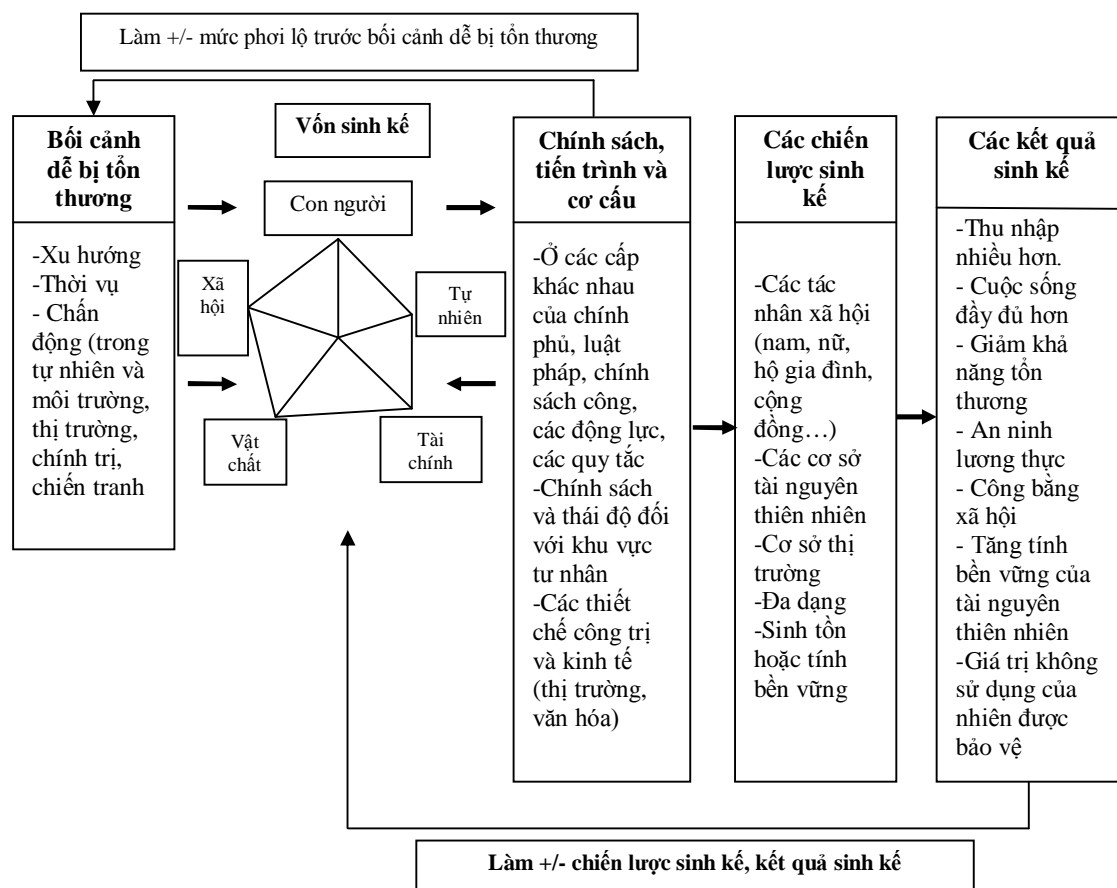 Làm +/- mức phơi lộ trước bối cảnh dễ bị tổn thương
Bối cảnh
dễ bị tổn
thương
-Xu hướng
-Thời vụ
- Chấn
động (trong
tự nhiên và
môi trường,
thị trường,
chính trị,
chiến tranh
Vốn sinh kế
Con người
Xã
hội
Tự
nhiên
Vật
chất
Tài
chính
Chính sách,
tiến trình và
cơ cấu
-Ở các cấp
khác nhau
của chính
phủ, luật
pháp, chính
sách công,
các động lực,
các quy tắc
-Chính sách
và thái độ đối
với khu vực
tư nhân
-Các thiết
chế công trị
và kinh tế
(thị trường,
văn hóa)
Các chiến
lược sinh
kế
-Các tác
nhân xã hội
(nam, nữ,
hộ gia đình,
cộng
đồng…)
-Các cơ sở
tài nguyên
thiên nhiên
-Cơ sở thị
trường
-Đa dạng
-Sinh tồn
hoặc tính
bền vững
Các kết quả
sinh kế
-Thu nhập
nhiều hơn.
- Cuộc sống
đầy đủ hơn
- Giảm khả
năng tổn
thương
- An ninh
lương thực
- Công bằng
xã hội
- Tăng tính
bền vững của
tài nguyên
thiên nhiên
-Giá trị không
sử dụng của
nhiên được
bảo vệ
Làm +/- chiến lược sinh kế, kết quả sinh kế